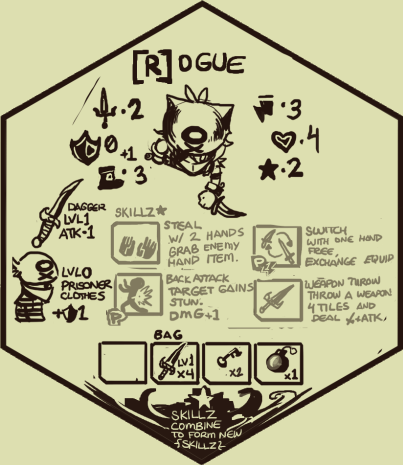 [R]OGUE
·2
·3
0 +1
·4
·3
·2
DAGGER
LVL1
ATK-1
SKILLZ
STEAL
W/ 2 HANDS
GRAB ENEMY
HAND ITEM.
SWITCH
WITH ONE HAND
FREE,
EXCHANGE EQUIP
LVL0
PRISONER
CLOTHES
+1
BACK ATTACK
TARGET GAINS
STUN.
DMG+1
P
WEAPON THROW
THROW A WEAPON
4 TILES AND
DEAL +ATK.
BAG
LVL1
x4
x1
x1
SKILLZ
COMBINE
TO FORM NEW
SKILLZ